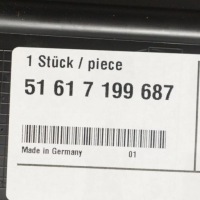 1 Stück / piece
51 61 7 199 687
Made in Germany 01